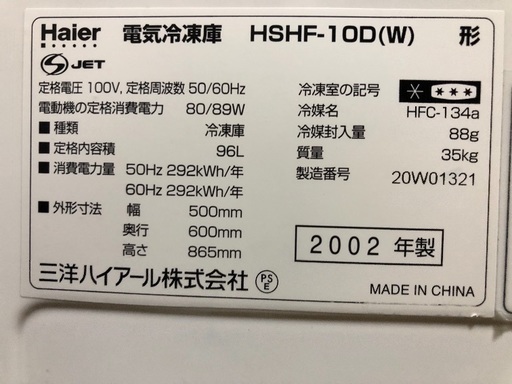 Haier 電気冷凍庫 HSHF-10D(W) 形
S JET
定格電圧 100V, 定格周波数 50/60Hz
電動機の定格消費電力 80/89W
■ 種類 冷凍庫
■ 定格内容積 96L
■ 消費電力量 50Hz 292kWh/年
60Hz 292kWh/年
■ 外形寸法 幅 500mm
奥行 600mm
高さ 865mm
三洋ハイアール株式会社 PSE
冷凍室の記号 * ***
冷媒名 HFC-134a
冷媒封入量 88g
質量 35kg
製造番号 20W01321
2002 年製
MADE IN CHINA